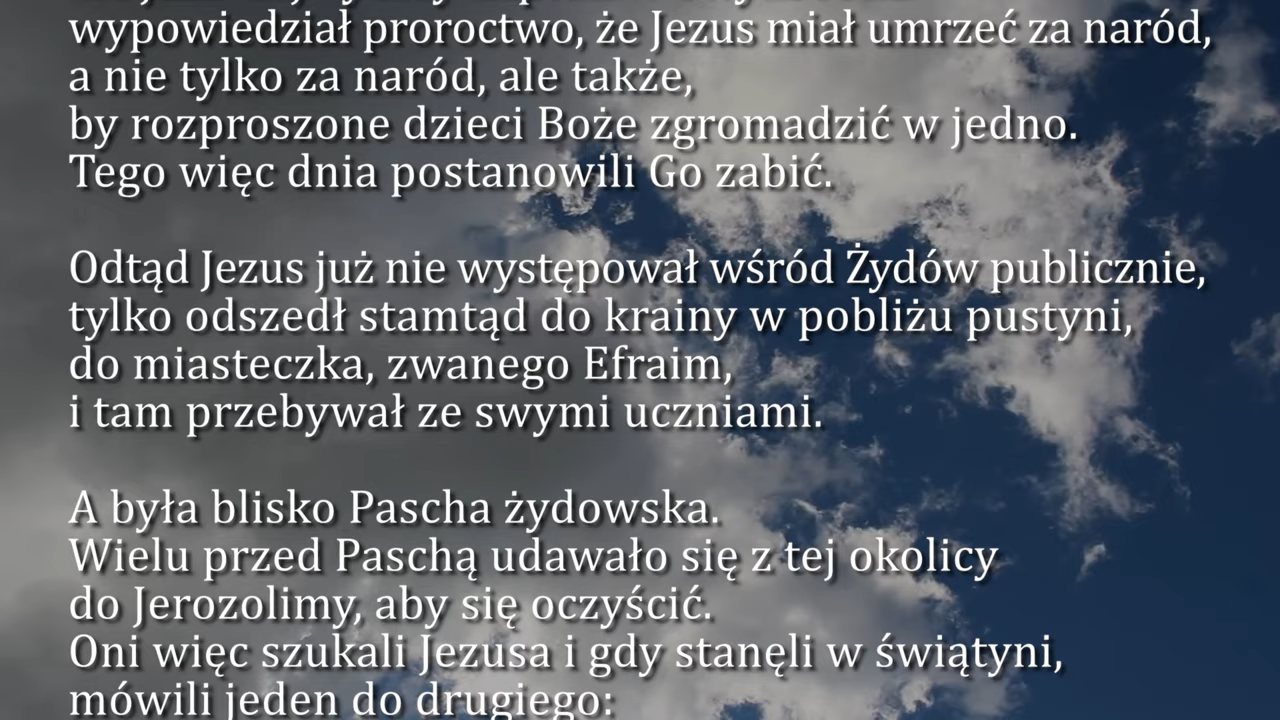 wypowiedział proroctwo, że Jezus miał umrzeć za naród,
a nie tylko za naród, ale także,
by rozproszone dzieci Boże zgromadzić w jedno.
Tego więc dnia postanowili Go zabić.
Odtąd Jezus już nie występował wśród Żydów publicznie,
tylko odszedł stamtąd do krainy w pobliżu pustyni,
do miasteczka, zwanego Efraim,
i tam przebywał ze swymi uczniami.
A była blisko Pascha żydowska.
Wielu przed Paschą udawało się z tej okolicy
do Jerozolimy, aby się oczyścić.
Oni więc szukali Jezusa i gdy stanęli w świątyni,
mówili jeden do drugiego: